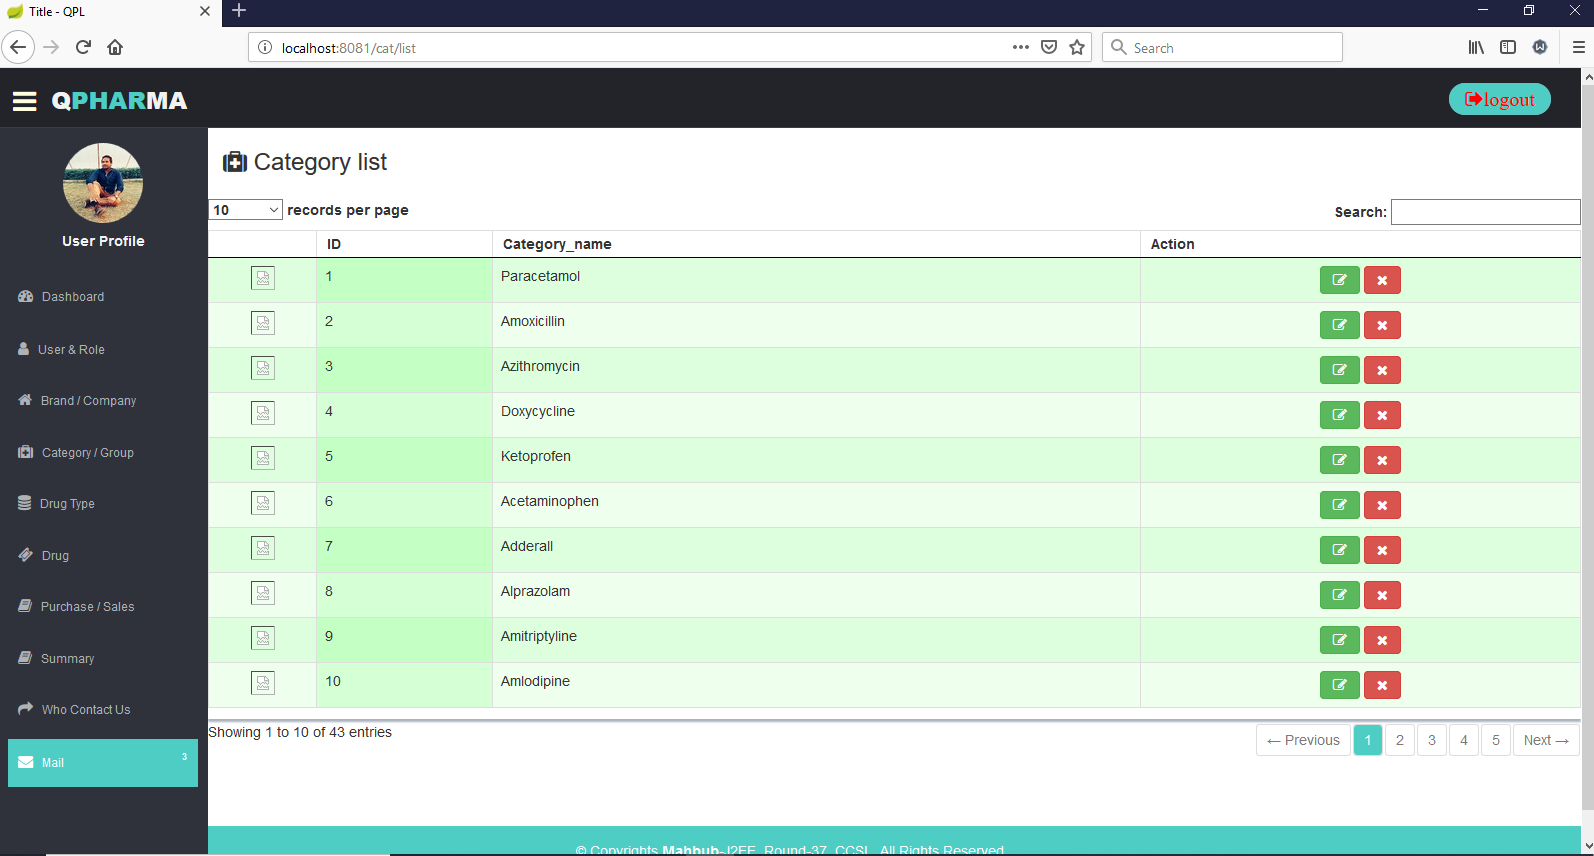 Title - QPL
localhost:8081/cat/list
Search
QPHARMA
logout
User Profile
Dashboard
User & Role
Brand / Company
Category / Group
Drug Type
Drug
Purchase / Sales
Summary
Who Contact Us
Mail 3
Category list
10 records per page
Search:
ID Category_name Action
1 Paracetamol
2 Amoxicillin
3 Azithromycin
4 Doxycycline
5 Ketoprofen
6 Acetaminophen
7 Adderall
8 Alprazolam
9 Amitriptyline
10 Amlodipine
Showing 1 to 10 of 43 entries
← Previous 1 2 3 4 5 Next →
© Copyrights Mahbub-J2EE, Round-37, CCSL. All Rights Reserved